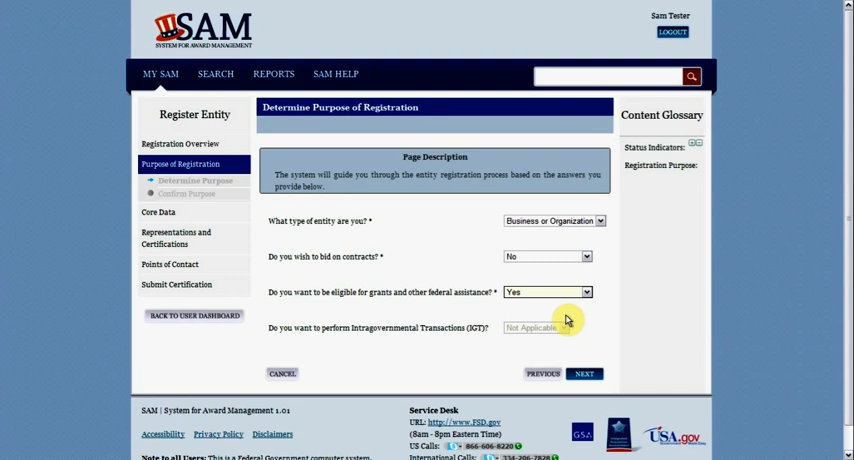 SAM
SYSTEM FOR AWARD MANAGEMENT
Sam Tester
LOGOUT
MY SAM SEARCH REPORTS SAM HELP
Register Entity
Registration Overview
Purpose of Registration
Determine Purpose
Confirm Purpose
Core Data
Representations and
Certifications
Points of Contact
Submit Certification
BACK TO USER DASHBOARD
Determine Purpose of Registration
Page Description
The system will guide you through the entity registration process based on the answers you
provide below.
What type of entity are you? * Business or Organization
Do you wish to bid on contracts? * No
Do you want to be eligible for grants and other federal assistance? * Yes
Do you want to perform Intragovernmental Transactions (IGT)? Not Applicable
CANCEL PREVIOUS NEXT
Content Glossary
Status Indicators:
Registration Purpose:
SAM | System for Award Management 1.01
Accessibility Privacy Policy Disclaimers
Note to all Users: This is a Federal Government computer system.
Service Desk
URL: http://www.FSD.gov
(8am - 8pm Eastern Time)
US Calls: 866-606-8220
International Calls: 334-206-7828
GSA
USA.gov